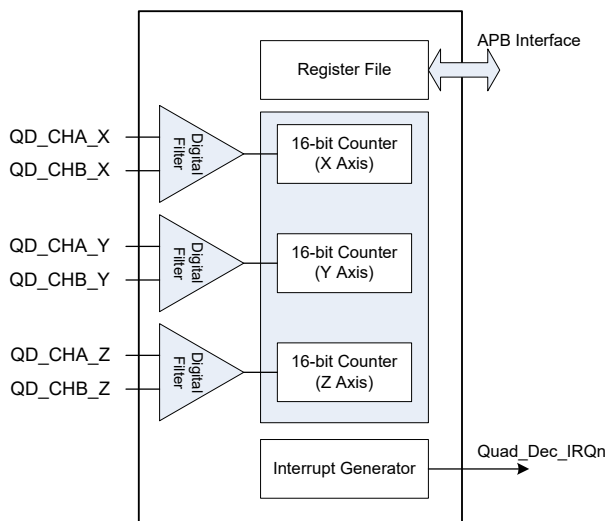 APB Interface
Register File
QD_CHA_X
QD_CHB_X
Digital
Filter
16-bit Counter
(X Axis)
QD_CHA_Y
QD_CHB_Y
Digital
Filter
16-bit Counter
(Y Axis)
QD_CHA_Z
QD_CHB_Z
Digital
Filter
16-bit Counter
(Z Axis)
Interrupt Generator
Quad_Dec_IRQn